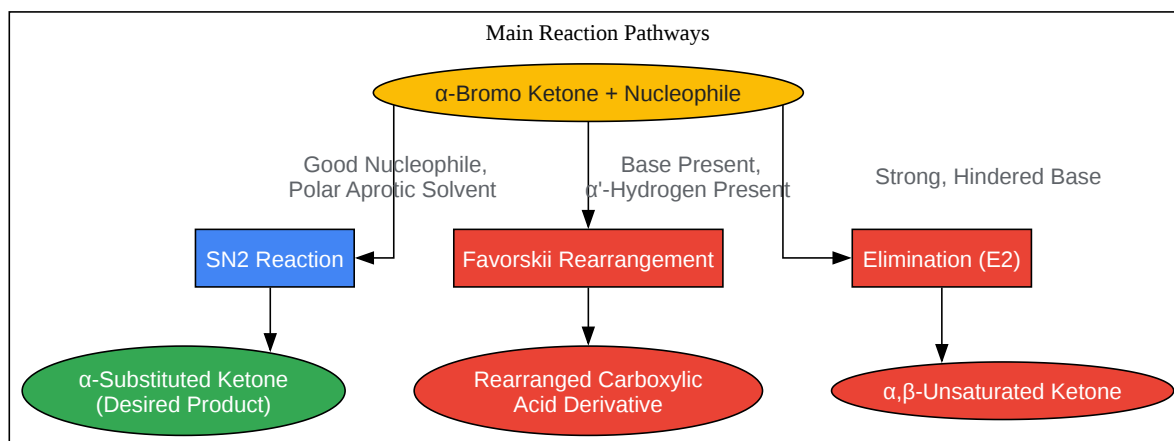 Main Reaction Pathways
α-Bromo Ketone + Nucleophile
Good Nucleophile,
Polar Aprotic Solvent
Base Present,
α'-Hydrogen Present
Strong, Hindered Base
SN2 Reaction
Favorskii Rearrangement
Elimination (E2)
α-Substituted Ketone
(Desired Product)
Rearranged Carboxylic
Acid Derivative
α,β-Unsaturated Ketone